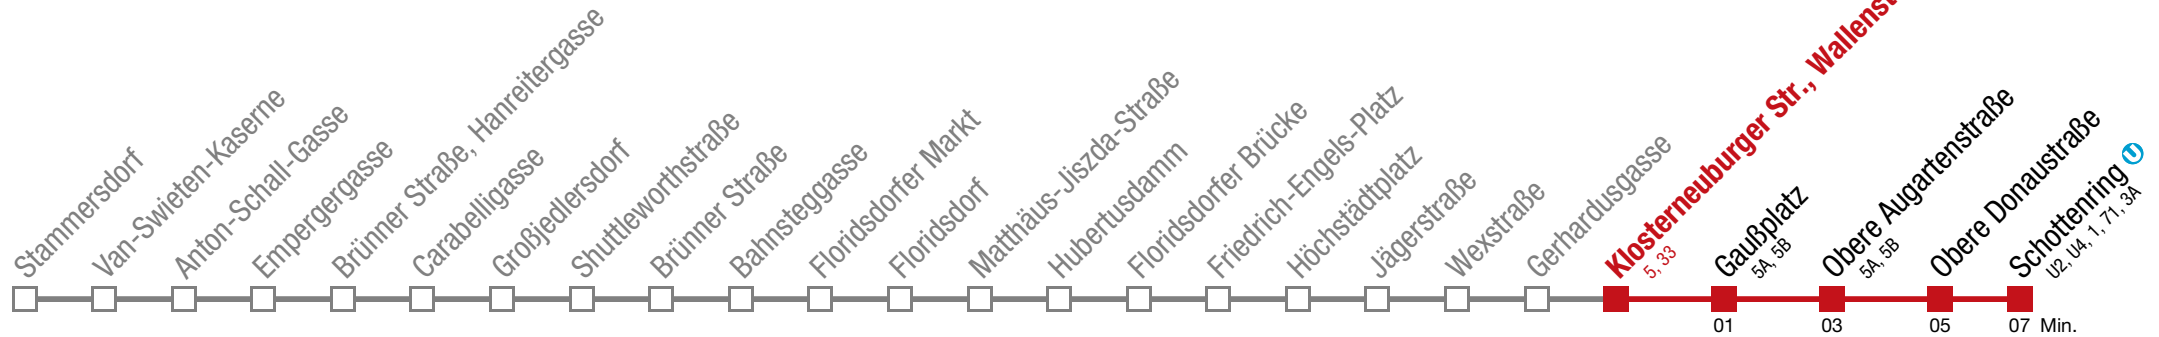 Stammersdorf
Van-Swieten-Kaserne
Anton-Schall-Gasse
Empergergasse
Brünner Straße, Hanreitergasse
Carabelligasse
Großjedlersdorf
Shuttleworthstraße
Brünner Straße
Bahnsteggasse
Floridsdorfer Markt
Floridsdorf
Matthäus-Jiszda-Straße
Hubertusdamm
Floridsdorfer Brücke
Friedrich-Engels-Platz
Höchstädtplatz
Jägerstraße
Wexstraße
Gerhardusgasse
Klosterneuburger Str., Wallenst
5, 33
Gaußplatz
5A, 5B
Obere Augartenstraße
5A, 5B
Obere Donaustraße
Schottenring U
U2, U4, 1, 71, 3A
01 03 05 07 Min.